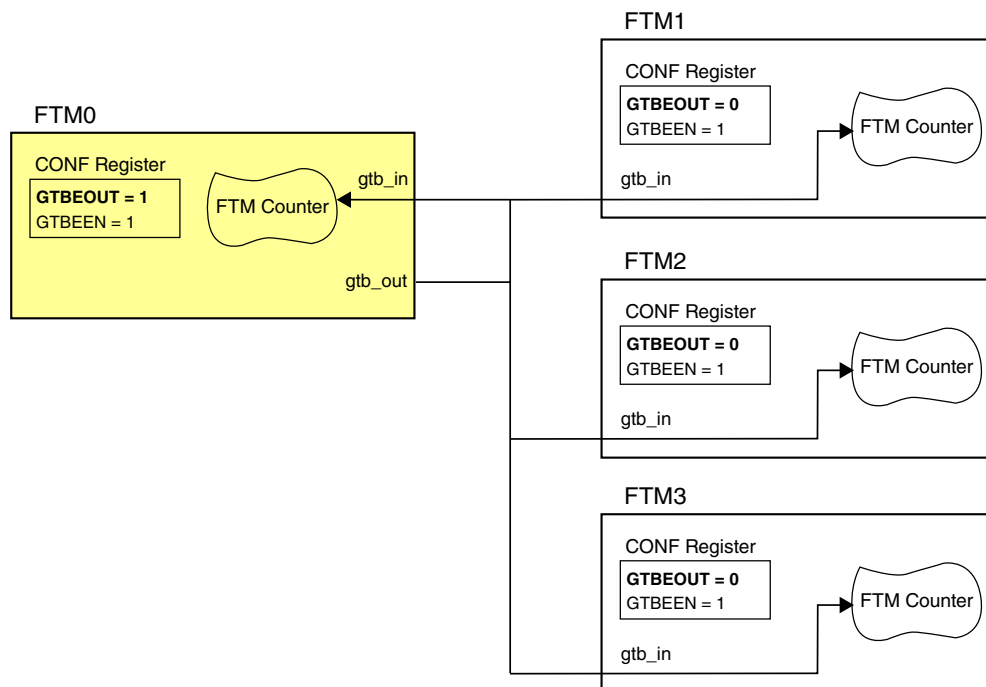 FTM0
CONF Register
GTBEOUT = 1
GTBEEN = 1
FTM Counter
gtb_in
gtb_out
FTM1
CONF Register
GTBEOUT = 0
GTBEEN = 1
FTM Counter
gtb_in
FTM2
CONF Register
GTBEOUT = 0
GTBEEN = 1
FTM Counter
gtb_in
FTM3
CONF Register
GTBEOUT = 0
GTBEEN = 1
FTM Counter
gtb_in